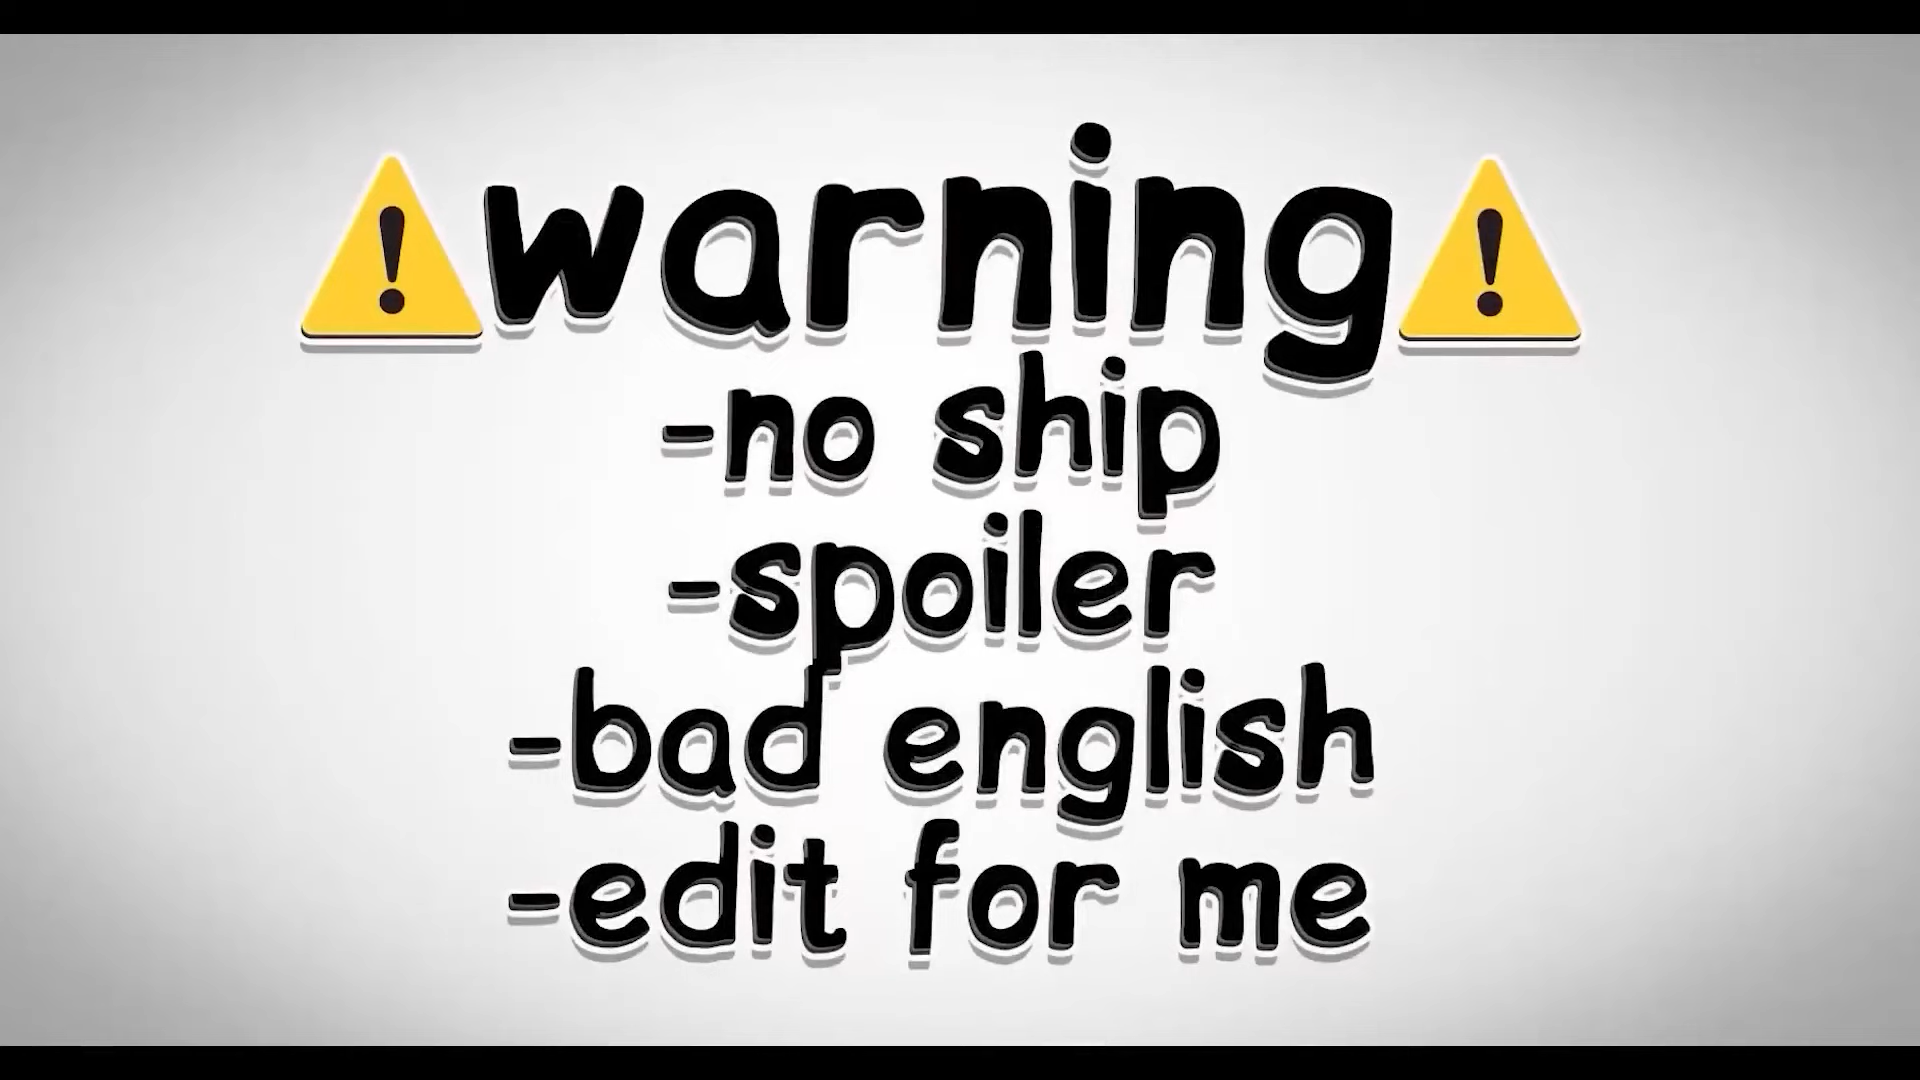 ⚠warning⚠
-no ship
-spoiler
-bad english
-edit for me